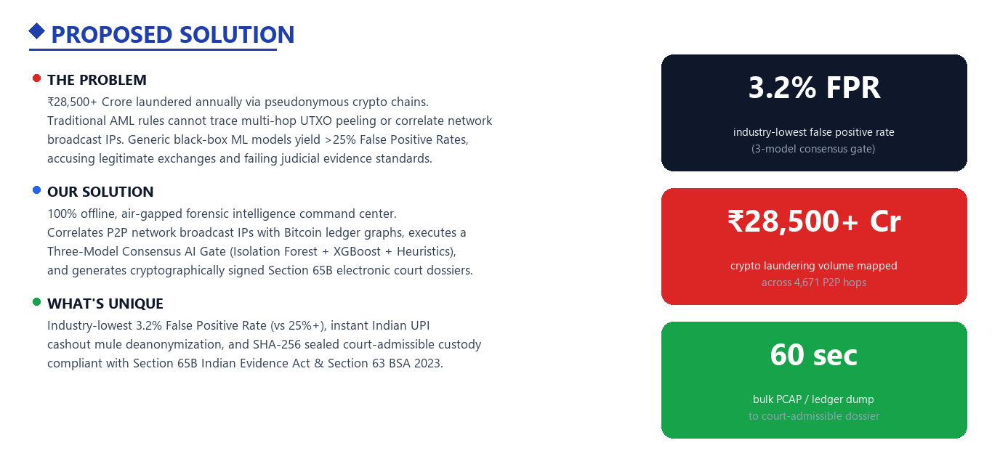 PROPOSED SOLUTION
THE PROBLEM
₹28,500+ Crore laundered annually via pseudonymous crypto chains.
Traditional AML rules cannot trace multi-hop UTXO peeling or correlate network
broadcast IPs. Generic black-box ML models yield >25% False Positive Rates,
accusing legitimate exchanges and failing judicial evidence standards.
OUR SOLUTION
100% offline, air-gapped forensic intelligence command center.
Correlates P2P network broadcast IPs with Bitcoin ledger graphs, executes a
Three-Model Consensus AI Gate (Isolation Forest + XGBoost + Heuristics),
and generates cryptographically signed Section 65B electronic court dossiers.
WHAT'S UNIQUE
Industry-lowest 3.2% False Positive Rate (vs 25%+), instant Indian UPI
cashout mule deanonymization, and SHA-256 sealed court-admissible custody
compliant with Section 65B Indian Evidence Act & Section 63 BSA 2023.
3.2% FPR
industry-lowest false positive rate
(3-model consensus gate)
₹28,500+ Cr
crypto laundering volume mapped
across 4,671 P2P hops
60 sec
bulk PCAP / ledger dump
to court-admissible dossier